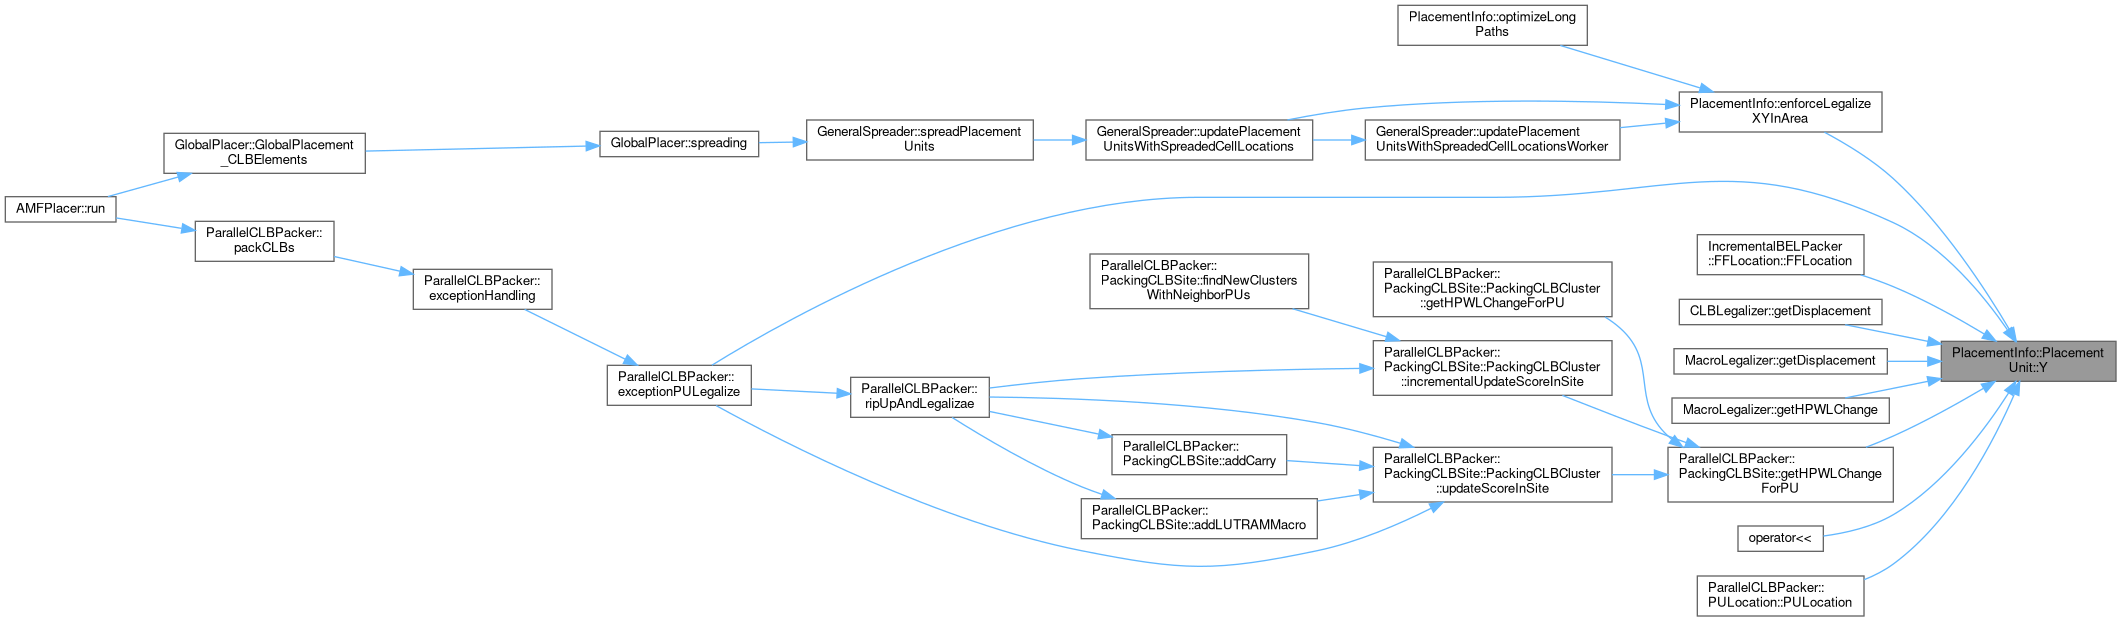 PlacementInfo::optimizeLong
Paths
PlacementInfo::enforceLegalize
XYInArea
GeneralSpreader::spreadPlacement
Units
GeneralSpreader::updatePlacement
UnitsWithSpreadedCellLocations
GeneralSpreader::updatePlacement
UnitsWithSpreadedCellLocationsWorker
GlobalPlacer::GlobalPlacement
_CLBElements
GlobalPlacer::spreading
AMFPlacer::run
ParallelCLBPacker::
packCLBs
ParallelCLBPacker::
exceptionHandling
IncrementalBELPacker
::FFLocation::FFLocation
ParallelCLBPacker::
PackingCLBSite::findNewClusters
WithNeighborPUs
ParallelCLBPacker::
PackingCLBSite::PackingCLBCluster
::getHPWLChangeForPU
CLBLegalizer::getDisplacement
MacroLegalizer::getDisplacement
PlacementInfo::Placement
Unit::Y
ParallelCLBPacker::
PackingCLBSite::PackingCLBCluster
::incrementalUpdateScoreInSite
ParallelCLBPacker::
exceptionPULegalize
ParallelCLBPacker::
ripUpAndLegalizae
MacroLegalizer::getHPWLChange
ParallelCLBPacker::
PackingCLBSite::addCarry
ParallelCLBPacker::
PackingCLBSite::PackingCLBCluster
::updateScoreInSite
ParallelCLBPacker::
PackingCLBSite::getHPWLChange
ForPU
ParallelCLBPacker::
PackingCLBSite::addLUTRAMMacro
operator<<
ParallelCLBPacker::
PULocation::PULocation